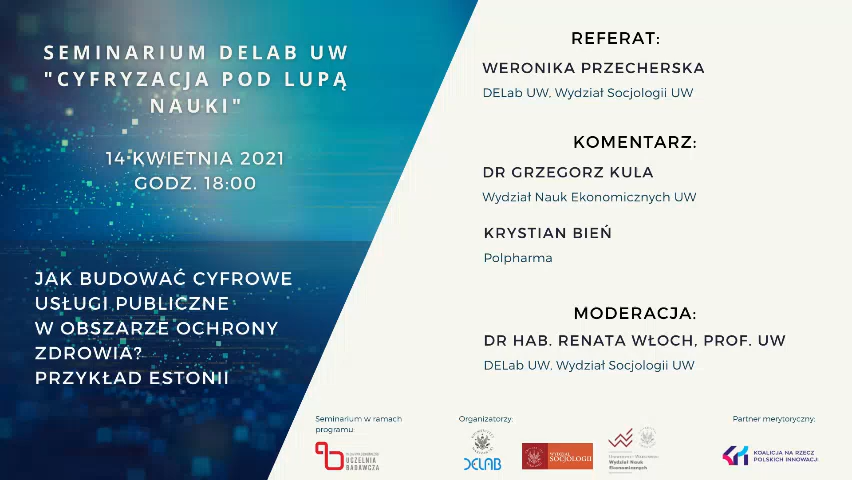 SEMINARIUM DELAB UW
"CYFRYZACJA POD LUPĄ
NAUKI"
14 KWIETNIA 2021
GODZ. 18:00
JAK BUDOWAĆ CYFROWE
USŁUGI PUBLICZNE
W OBSZARZE OCHRONY
ZDROWIA?
PRZYKŁAD ESTONII
REFERAT:
WERONIKA PRZECHERSKA
DELab UW, Wydział Socjologii UW
KOMENTARZ:
DR GRZEGORZ KULA
Wydział Nauk Ekonomicznych UW
KRYSTIAN BIEŃ
Polpharma
MODERACJA:
DR HAB. RENATA WŁOCH, PROF. UW
DELab UW, Wydział Socjologii UW
Seminarium w ramach
programu:
UCZELNIA
BADAWCZA
Organizatorzy:
DELAB
WYDZIAŁ
SOCJOLOGII
Wydział Nauk
Ekonomicznych
Partner merytoryczny:
KOALICJA NA RZECZ
POLSKICH INNOWACJI